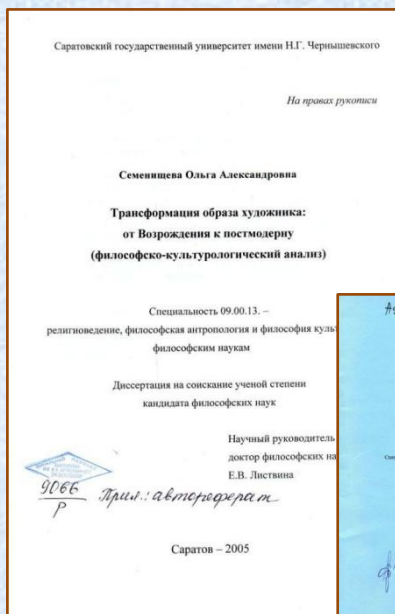 Саратовский государственный университет имени Н.Г. Чернышевского
На правах рукописи
Семенищева Ольга Александровна
Трансформация образа художника:
от Возрождения к постмодерну
(философско-культурологический анализ)
Специальность 09.00.13. –
религиоведение, философская антропология и философия культ
философским наукам
Диссертация на соискание ученой степени
кандидата философских наук
Научный руководитель
доктор философских на
Е.В. Листвина
9066
Р
Прил.: автореферат
Саратов – 2005